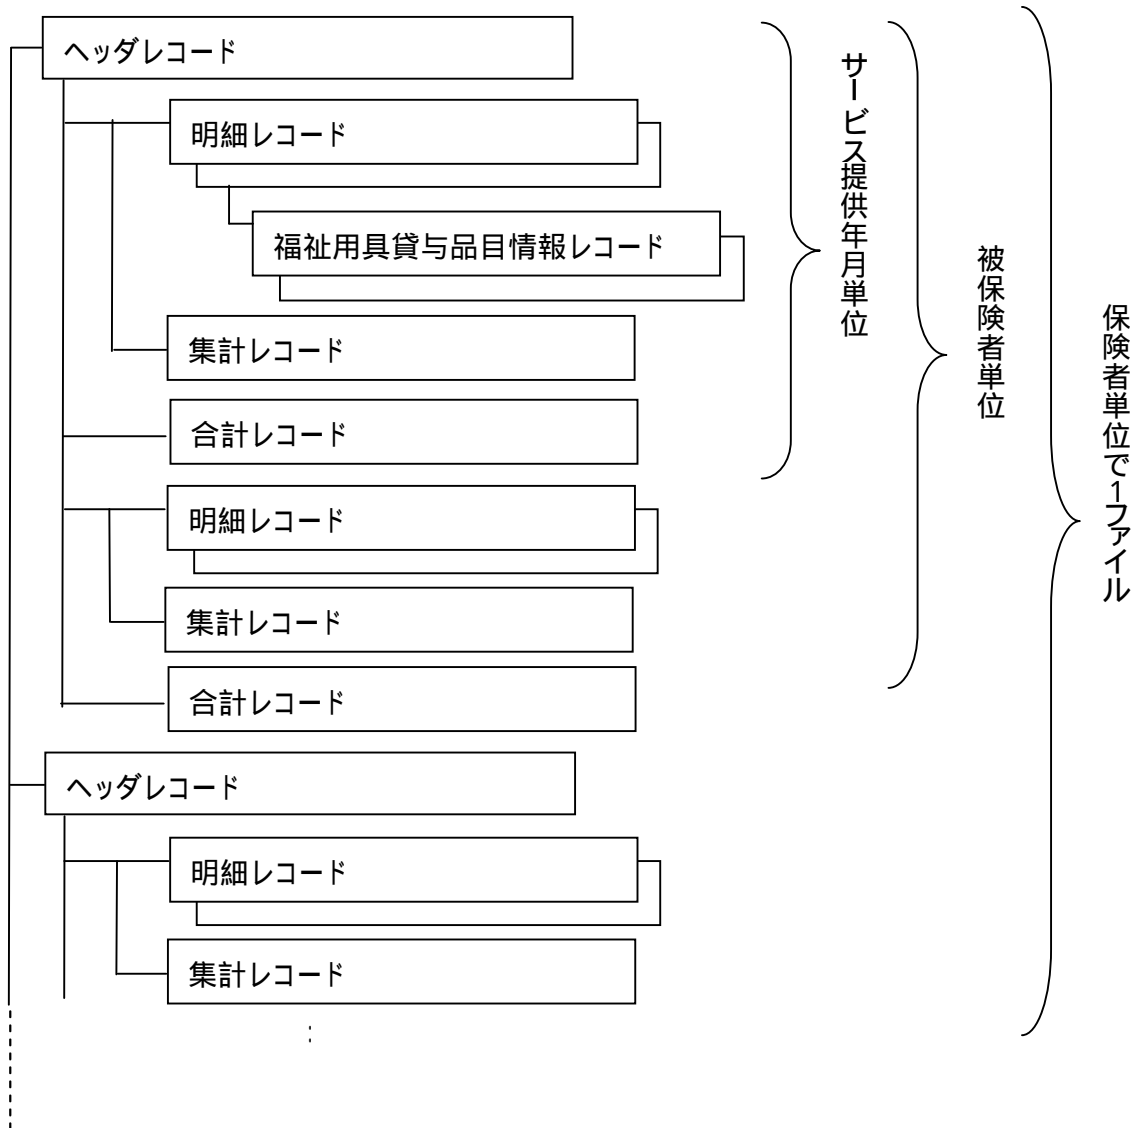 ヘッダレコード
明細レコード
福祉用具貸与品目情報レコード
集計レコード
合計レコード
明細レコード
集計レコード
合計レコード
ヘッダレコード
明細レコード
集計レコード
:
サービス提供年月単位
被保険者単位
保険者単位で1ファイル